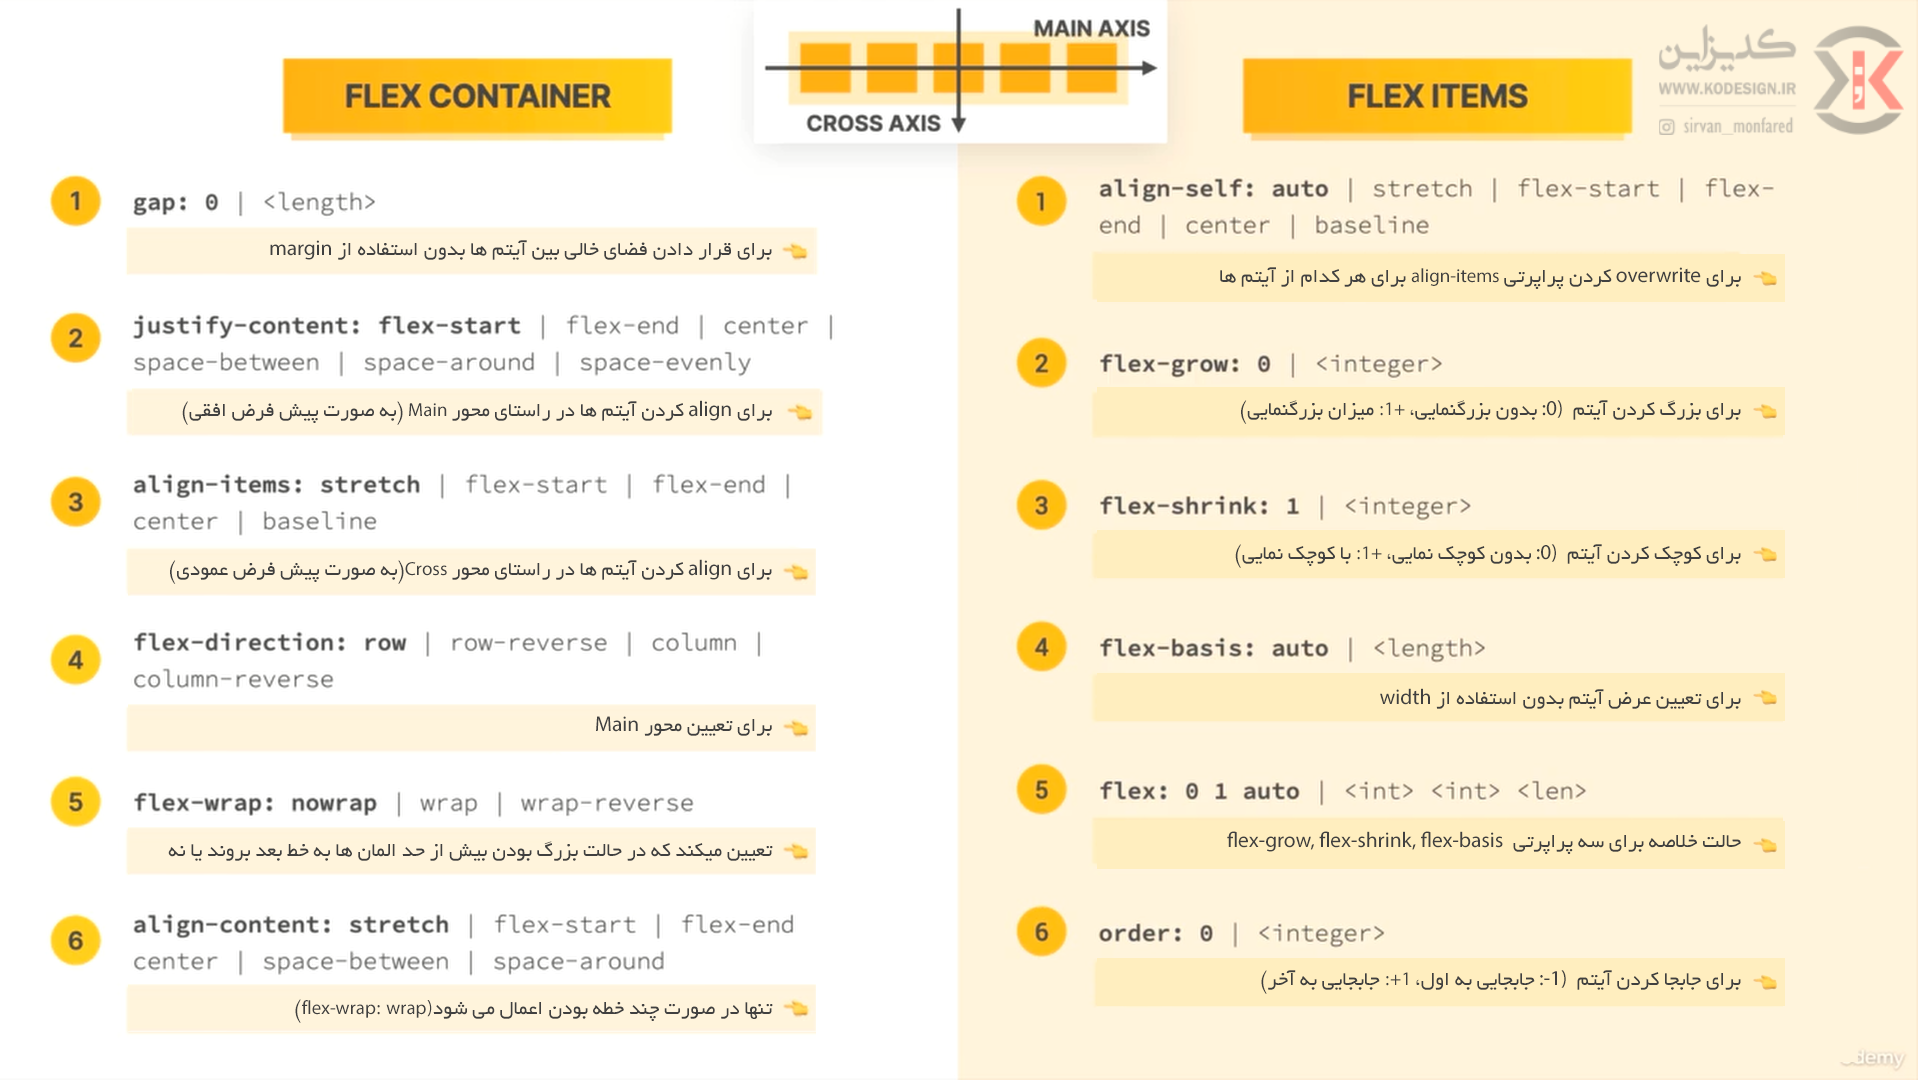 MAIN AXIS
CROSS AXIS
FLEX CONTAINER
1
gap: 0 | <length>
برای قرار دادن فضای خالی بین آیتم ها بدون استفاده از margin
2
justify-content: flex-start | flex-end | center |
space-between | space-around | space-evenly
برای align کردن آیتم ها در راستای محور Main (به صورت پیش فرض افقی)
3
align-items: stretch | flex-start | flex-end |
center | baseline
برای align کردن آیتم ها در راستای محور Cross(به صورت پیش فرض عمودی)
4
flex-direction: row | row-reverse | column |
column-reverse
برای تعیین محور Main
5
flex-wrap: nowrap | wrap | wrap-reverse
تعیین میکند که در حالت بزرگ بودن بیش از حد المان ها به خط بعد بروند یا نه
6
align-content: stretch | flex-start | flex-end
center | space-between | space-around
تنها در صورت چند خطه بودن اعمال می شود(flex-wrap: wrap)
FLEX ITEMS
کدیزاین
WWW.KODESIGN.IR
sirvan_monfared
1
align-self: auto | stretch | flex-start | flex-
end | center | baseline
برای overwrite کردن پراپرتی align-items برای هر کدام از آیتم ها
2
flex-grow: 0 | <integer>
برای بزرگ کردن آیتم (0: بدون بزرگنمایی، +1: میزان بزرگنمایی)
3
flex-shrink: 1 | <integer>
برای کوچک کردن آیتم (0: بدون کوچک نمایی، +1: با کوچک نمایی)
4
flex-basis: auto | <length>
برای تعیین عرض آیتم بدون استفاده از width
5
flex: 0 1 auto | <int> <int> <len>
حالت خلاصه برای سه پراپرتی flex-grow, flex-shrink, flex-basis
6
order: 0 | <integer>
برای جابجا کردن آیتم (1-: جابجایی به اول، 1+: جابجایی به آخر)